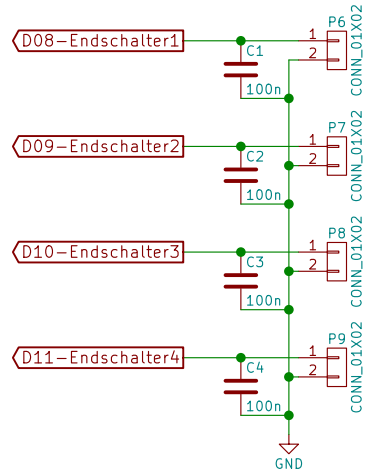 P6
D08-Endschalter1
1
C1
2
100n
CONN_01X02
P7
D09-Endschalter2
1
C2
2
100n
CONN_01X02
P8
D10-Endschalter3
1
C3
2
100n
CONN_01X02
P9
D11-Endschalter4
1
C4
2
100n
CONN_01X02
GND